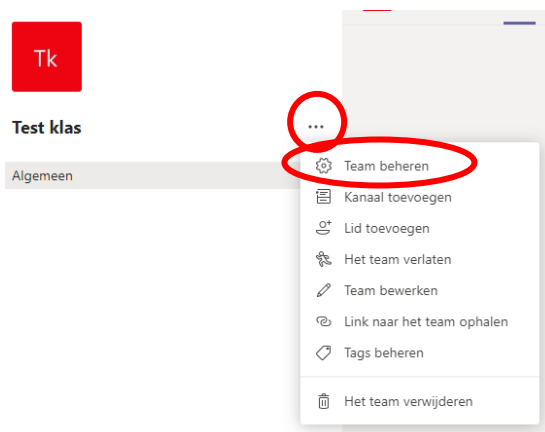 Tk
Test klas
...
Algemeen
Team beheren
Kanaal toevoegen
Lid toevoegen
Het team verlaten
Team bewerken
Link naar het team ophalen
Tags beheren
Het team verwijderen